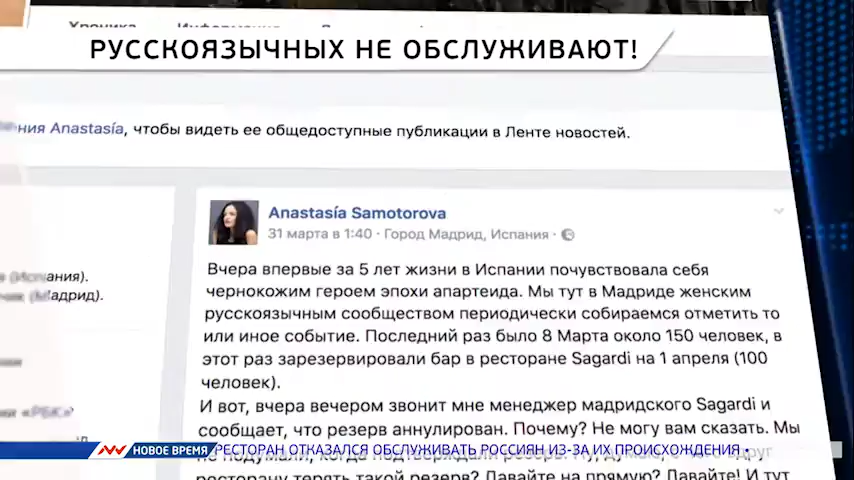 Хроника Информация
РУССКОЯЗЫЧНЫХ НЕ ОБСЛУЖИВАЮТ!
Anastasía, чтобы видеть ее общедоступные публикации в Ленте новостей.
Anastasía Samotorova
31 марта в 1:40 · Город Мадрид, Испания ·
(Испания).
(Мадрид).
Вчера впервые за 5 лет жизни в Испании почувствовала себя
чернокожим героем эпохи апартеида. Мы тут в Мадриде женским
русскоязычным сообществом периодически собираемся отметить то
или иное событие. Последний раз было 8 Марта около 150 человек, в
этот раз зарезервировали бар в ресторане Sagardi на 1 апреля (100
человек).
«РБК»
И вот, вчера вечером звонит мне менеджер мадридского Sagardi и
сообщает, что резерв аннулирован. Почему? Не могу вам сказать. Мы
НОВОЕ ВРЕМЯ РЕСТОРАН ОТКАЗАЛСЯ ОБСЛУЖИВАТЬ РОССИЯН ИЗ-ЗА ИХ ПРОИСХОЖДЕНИЯ •
ресторану терять такой резерв? Давайте на прямую? Давайте! И тут